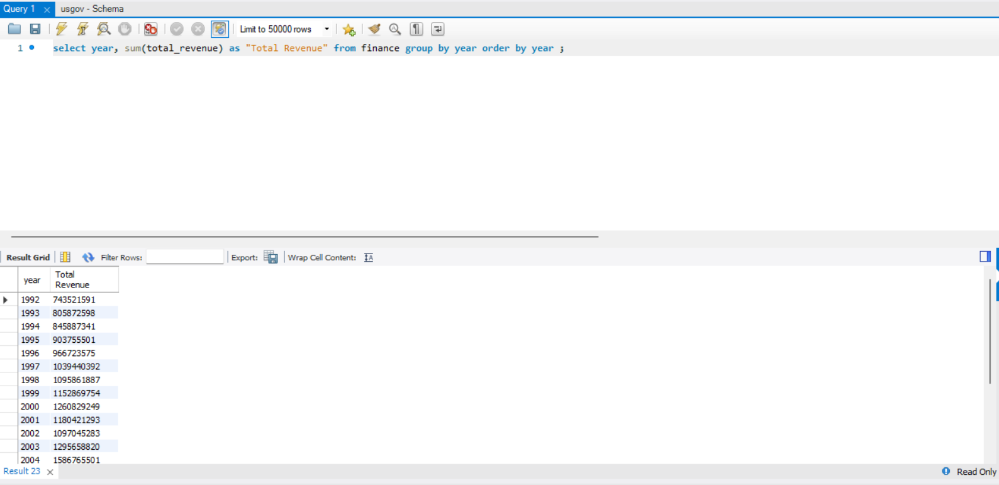 Query 1 usgov - Schema
Limit to 50000 rows
1 select year, sum(total_revenue) as "Total Revenue" from finance group by year order by year ;
Result Grid Filter Rows: Export: Wrap Cell Content:
year Total Revenue
1992 743521591
1993 805872598
1994 845887341
1995 903755501
1996 966723575
1997 1039440392
1998 1095861887
1999 1152869754
2000 1260829249
2001 1180421293
2002 1097045283
2003 1295658820
2004 1586765501
Result 23 Read Only